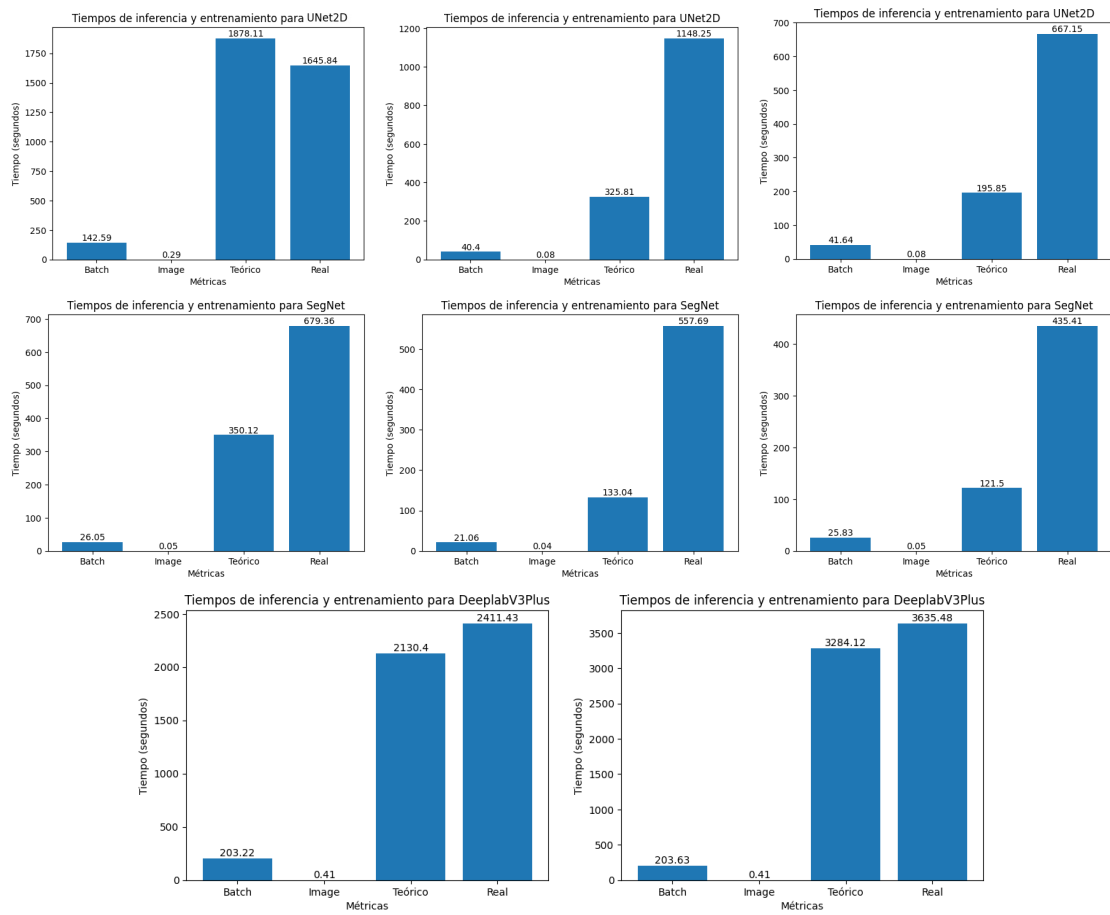 Tiempos de inferencia y entrenamiento para UNet2D
Tiempo (segundos)
1750
1500
1250
1000
750
500
250
0
142.59
0.29
1878.11
1645.84
Batch
Image
Teórico
Real
Métricas
Tiempos de inferencia y entrenamiento para UNet2D
Tiempo (segundos)
1200
1000
800
600
400
200
0
40.4
0.08
325.81
1148.25
Batch
Image
Teórico
Real
Métricas
Tiempos de inferencia y entrenamiento para UNet2D
Tiempo (segundos)
700
600
500
400
300
200
100
0
41.64
0.08
195.85
667.15
Batch
Image
Teórico
Real
Métricas
Tiempos de inferencia y entrenamiento para SegNet
Tiempo (segundos)
700
600
500
400
300
200
100
0
26.05
0.05
350.12
679.36
Batch
Image
Teórico
Real
Métricas
Tiempos de inferencia y entrenamiento para SegNet
Tiempo (segundos)
500
400
300
200
100
0
21.06
0.04
133.04
557.69
Batch
Image
Teórico
Real
Métricas
Tiempos de inferencia y entrenamiento para SegNet
Tiempo (segundos)
400
300
200
100
0
25.83
0.05
121.5
435.41
Batch
Image
Teórico
Real
Métricas
Tiempos de inferencia y entrenamiento para DeeplabV3Plus
Tiempo (segundos)
2500
2000
1500
1000
500
0
203.22
0.41
2130.4
2411.43
Batch
Image
Teórico
Real
Métricas
Tiempos de inferencia y entrenamiento para DeeplabV3Plus
Tiempo (segundos)
3500
3000
2500
2000
1500
1000
500
0
203.63
0.41
3284.12
3635.48
Batch
Image
Teórico
Real
Métricas